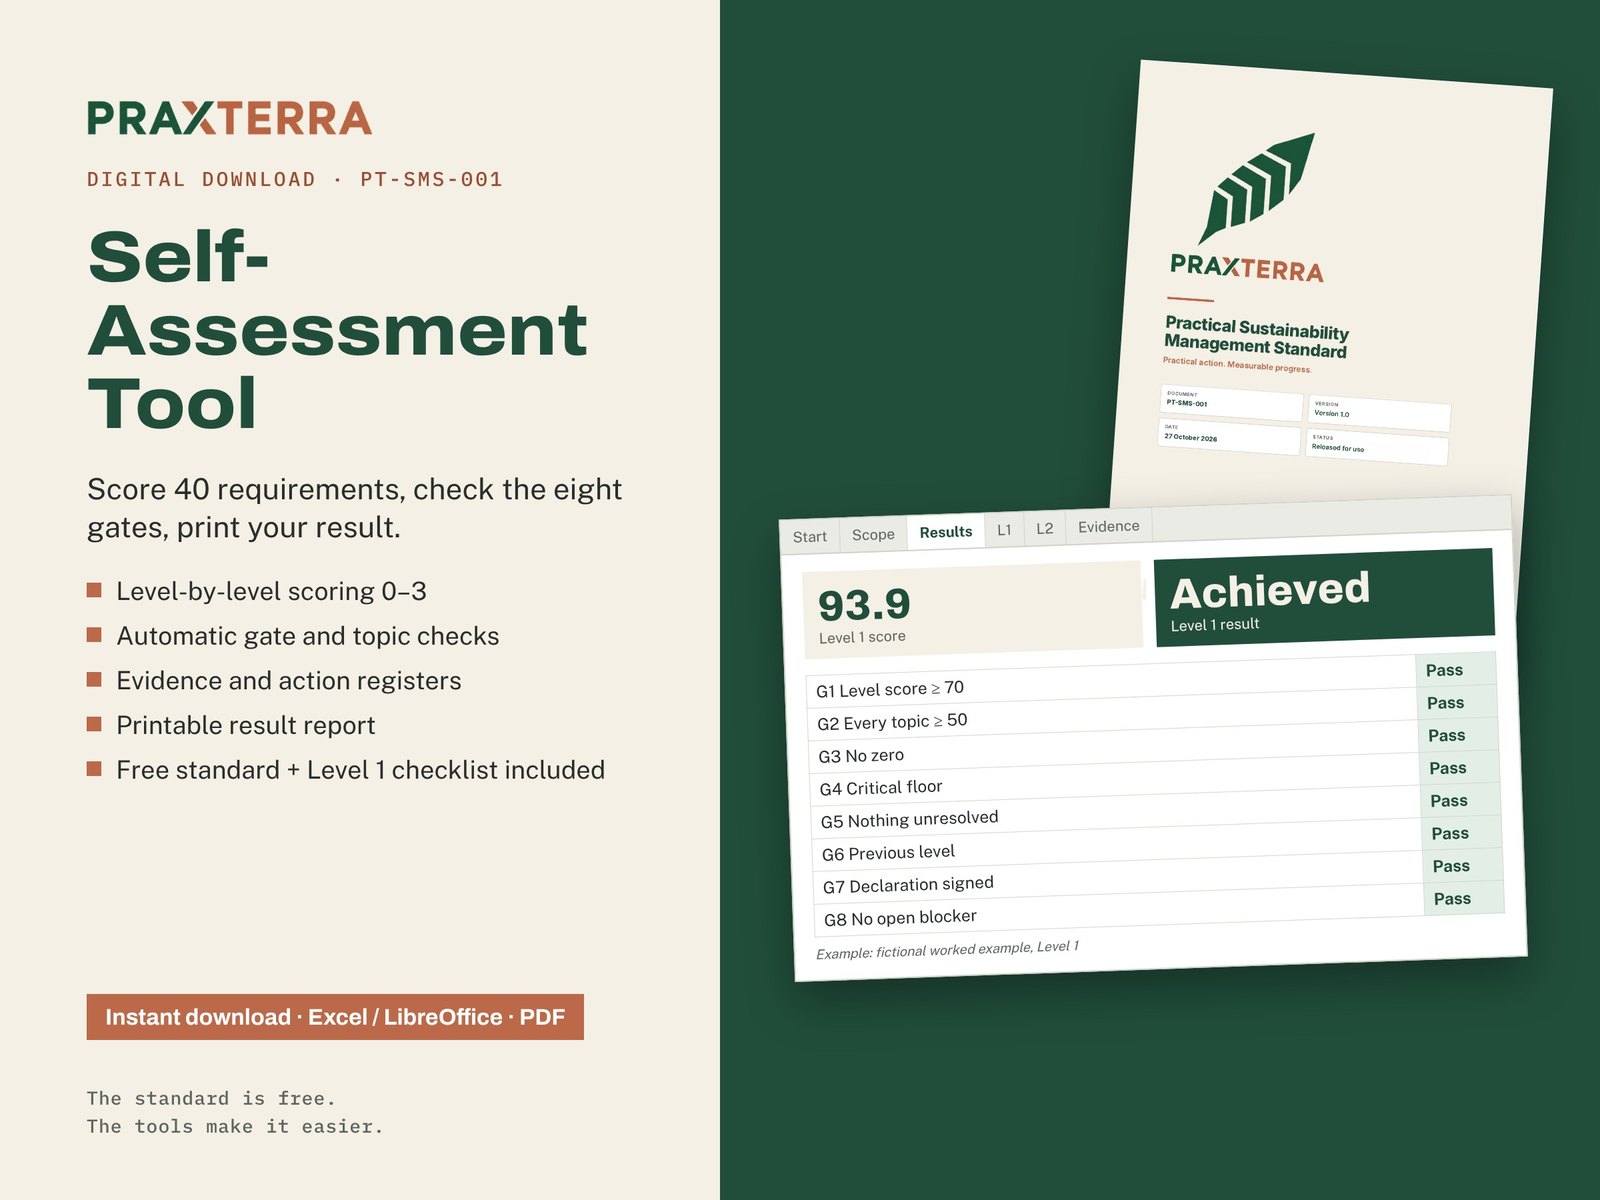 PRAXTERRA
DIGITAL DOWNLOAD · PT-SMS-001
Self-
Assessment
Tool
Score 40 requirements, check the eight
gates, print your result.
Level-by-level scoring 0–3
Automatic gate and topic checks
Evidence and action registers
Printable result report
Free standard + Level 1 checklist included
Instant download · Excel / LibreOffice · PDF
The standard is free.
The tools make it easier.
PRAXTERRA
Practical Sustainability
Management Standard
Practical action. Measurable progress.
DOCUMENT
PT-SMS-001
VERSION
Version 1.0
DATE
27 October 2026
STATUS
Released for use
Start Scope Results L1 L2 Evidence
93.9
Level 1 score
Achieved
Level 1 result
G1 Level score ≥ 70 Pass
G2 Every topic ≥ 50 Pass
G3 No zero Pass
G4 Critical floor Pass
G5 Nothing unresolved Pass
G6 Previous level Pass
G7 Declaration signed Pass
G8 No open blocker Pass
Example: fictional worked example, Level 1